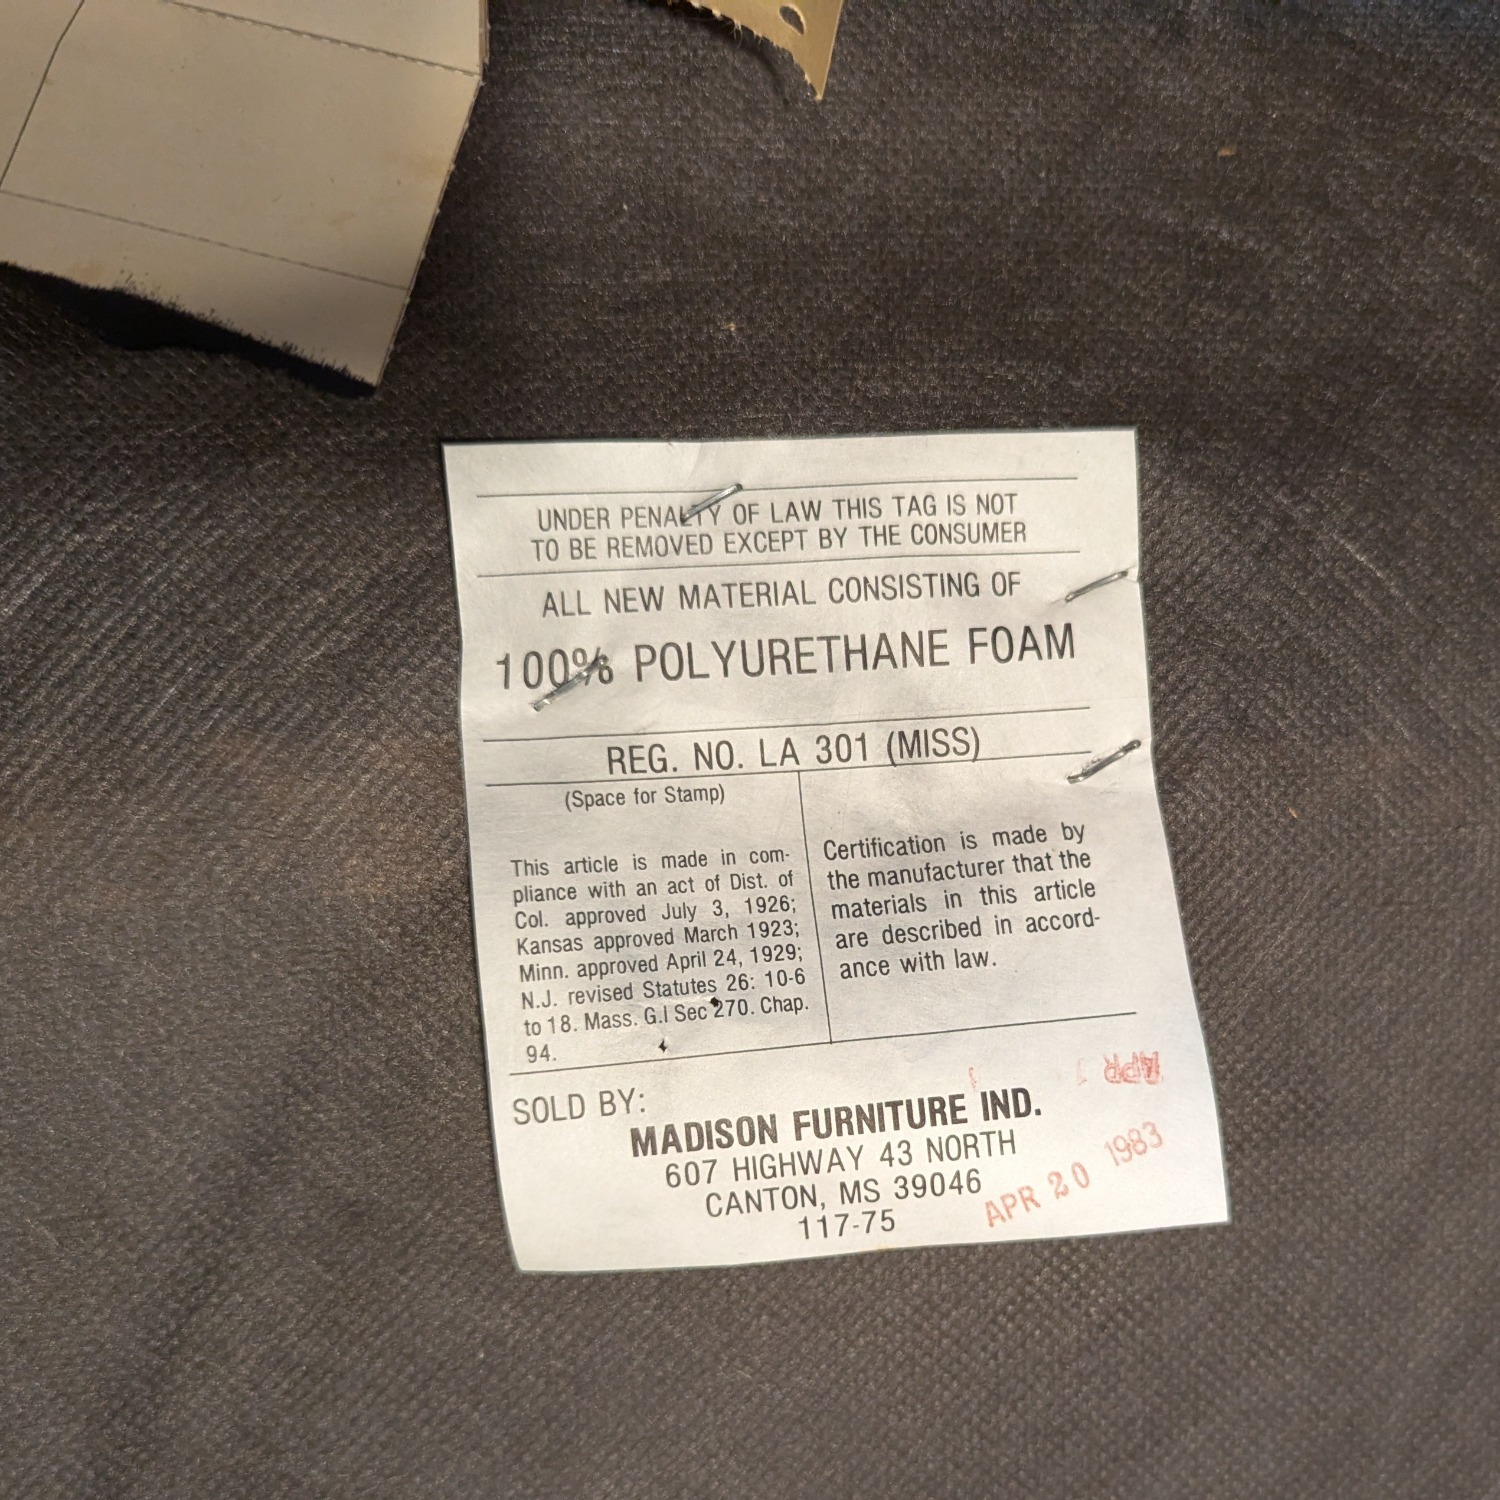 UNDER PENALTY OF LAW THIS TAG IS NOT
TO BE REMOVED EXCEPT BY THE CONSUMER
ALL NEW MATERIAL CONSISTING OF
100% POLYURETHANE FOAM
REG. NO. LA 301 (MISS)
(Space for Stamp)
This article is made in com-
pliance with an act of Dist. of
Col. approved July 3, 1926;
Kansas approved March 1923;
Minn. approved April 24, 1929;
N.J. revised Statutes 26: 10-6
to 18. Mass. G.I Sec 270. Chap.
94.
Certification is made by
the manufacturer that the
materials in this article
are described in accord-
ance with law.
SOLD BY:
MADISON FURNITURE IND.
607 HIGHWAY 43 NORTH
CANTON, MS 39046
117-75
APR
APR 20 1983